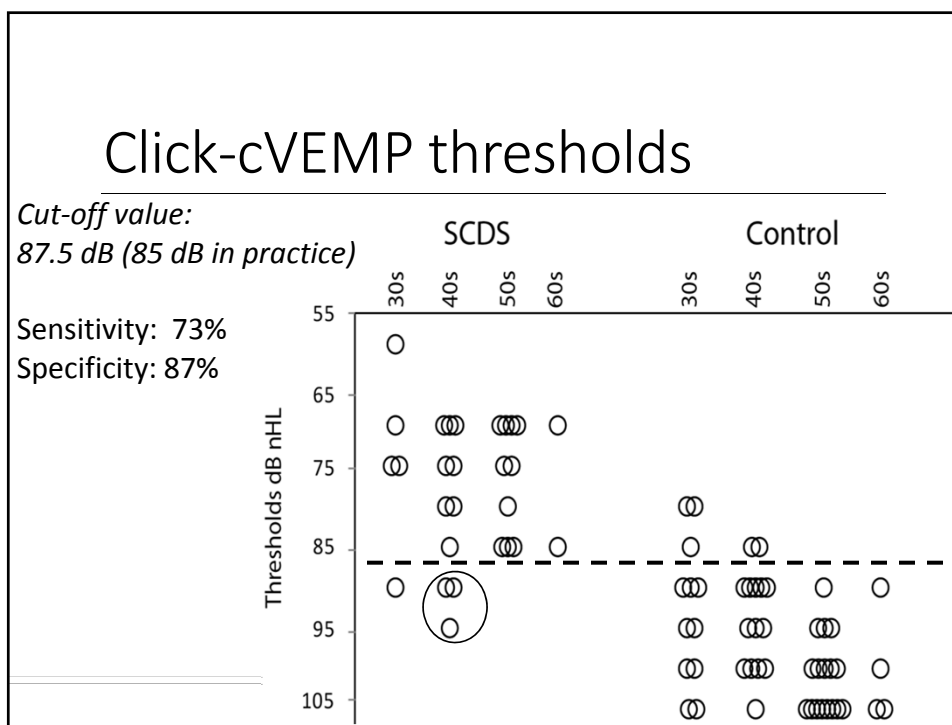 Click-cVEMP thresholds
Cut-off value:
87.5 dB (85 dB in practice)
Sensitivity: 73%
Specificity: 87%
SCDS
Control
30s 40s 50s 60s 30s 40s 50s 60s
Thresholds dB nHL
55
65
75
85
95
105